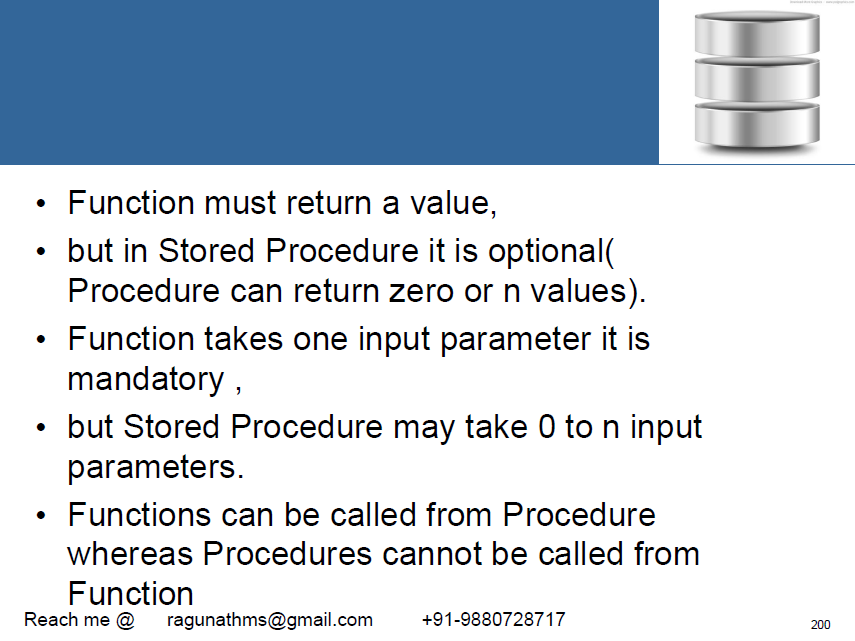 • Function must return a value,
• but in Stored Procedure it is optional(
Procedure can return zero or n values).
• Function takes one input parameter it is
mandatory ,
• but Stored Procedure may take 0 to n input
parameters.
• Functions can be called from Procedure
whereas Procedures cannot be called from
Function
Reach me @ ragunathms@gmail.com +91-9880728717
200